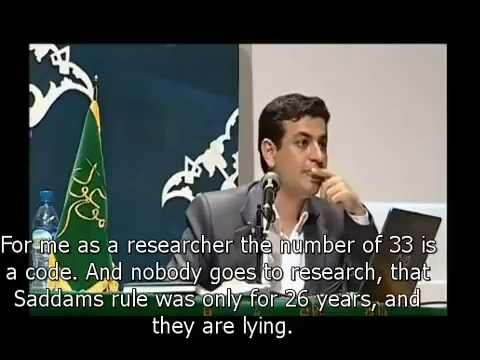 For me as a researcher the number of 33 is
a code. And nobody goes to research, that
Saddams rule was only for 26 years, and
they are lying.